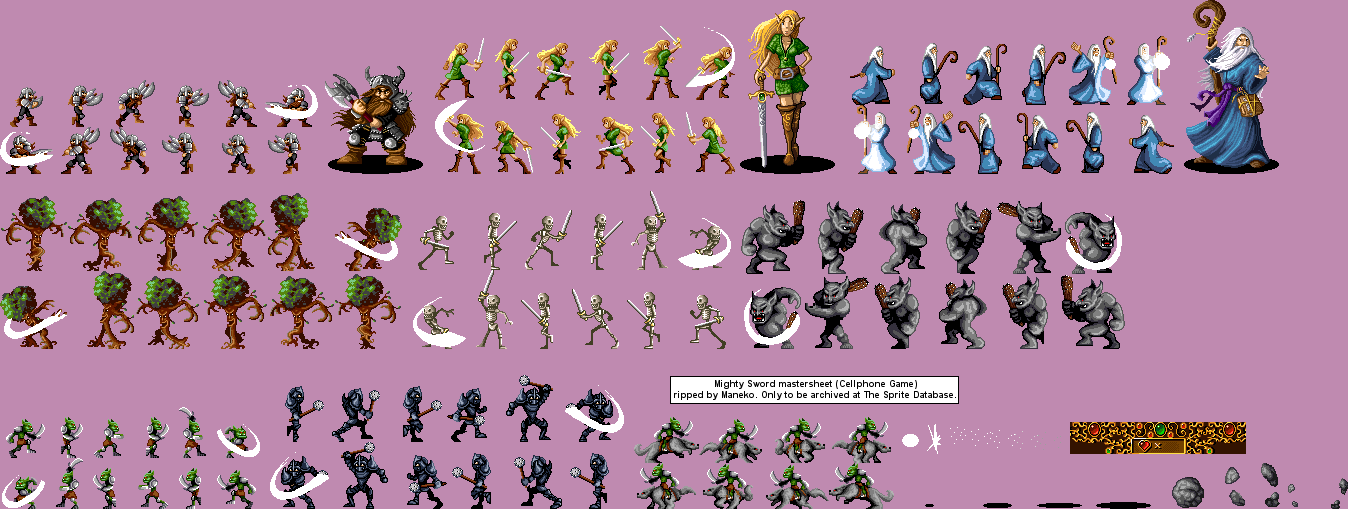 Mighty Sword mastersheet (Cellphone Game)
ripped by Maneko. Only to be archived at The Sprite Database.